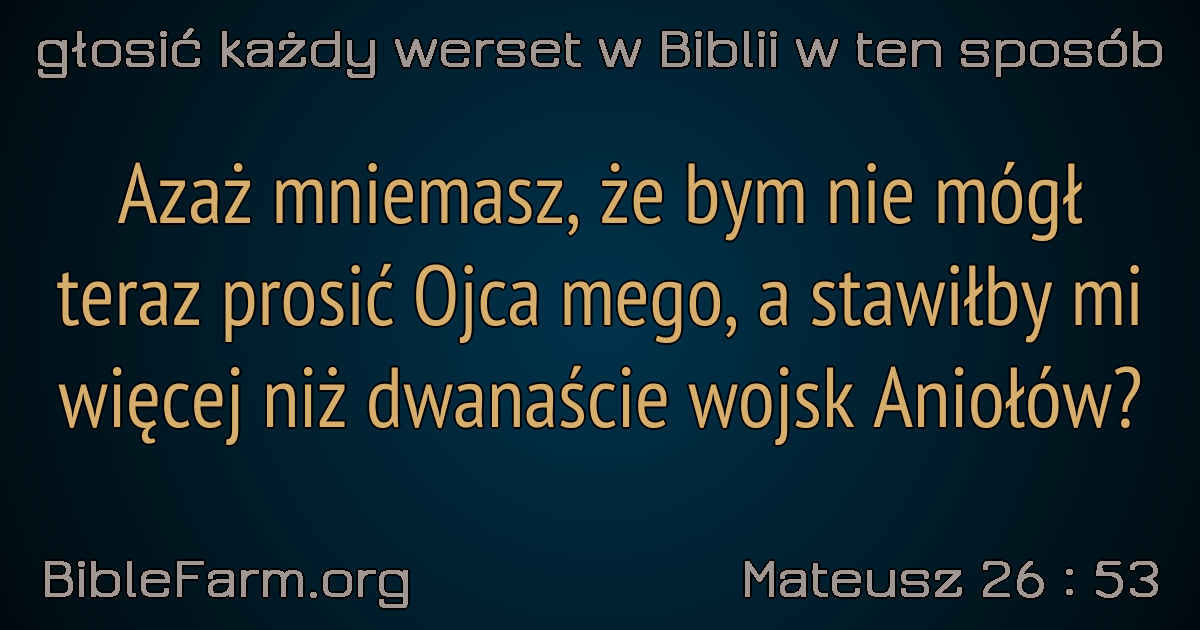 głosić każdy werset w Biblii w ten sposób
Azaż mniemasz, że bym nie mógł
teraz prosić Ojca mego, a stawiłby mi
więcej niż dwanaście wojsk Aniołów?
BibleFarm.org
Mateusz 26 : 53